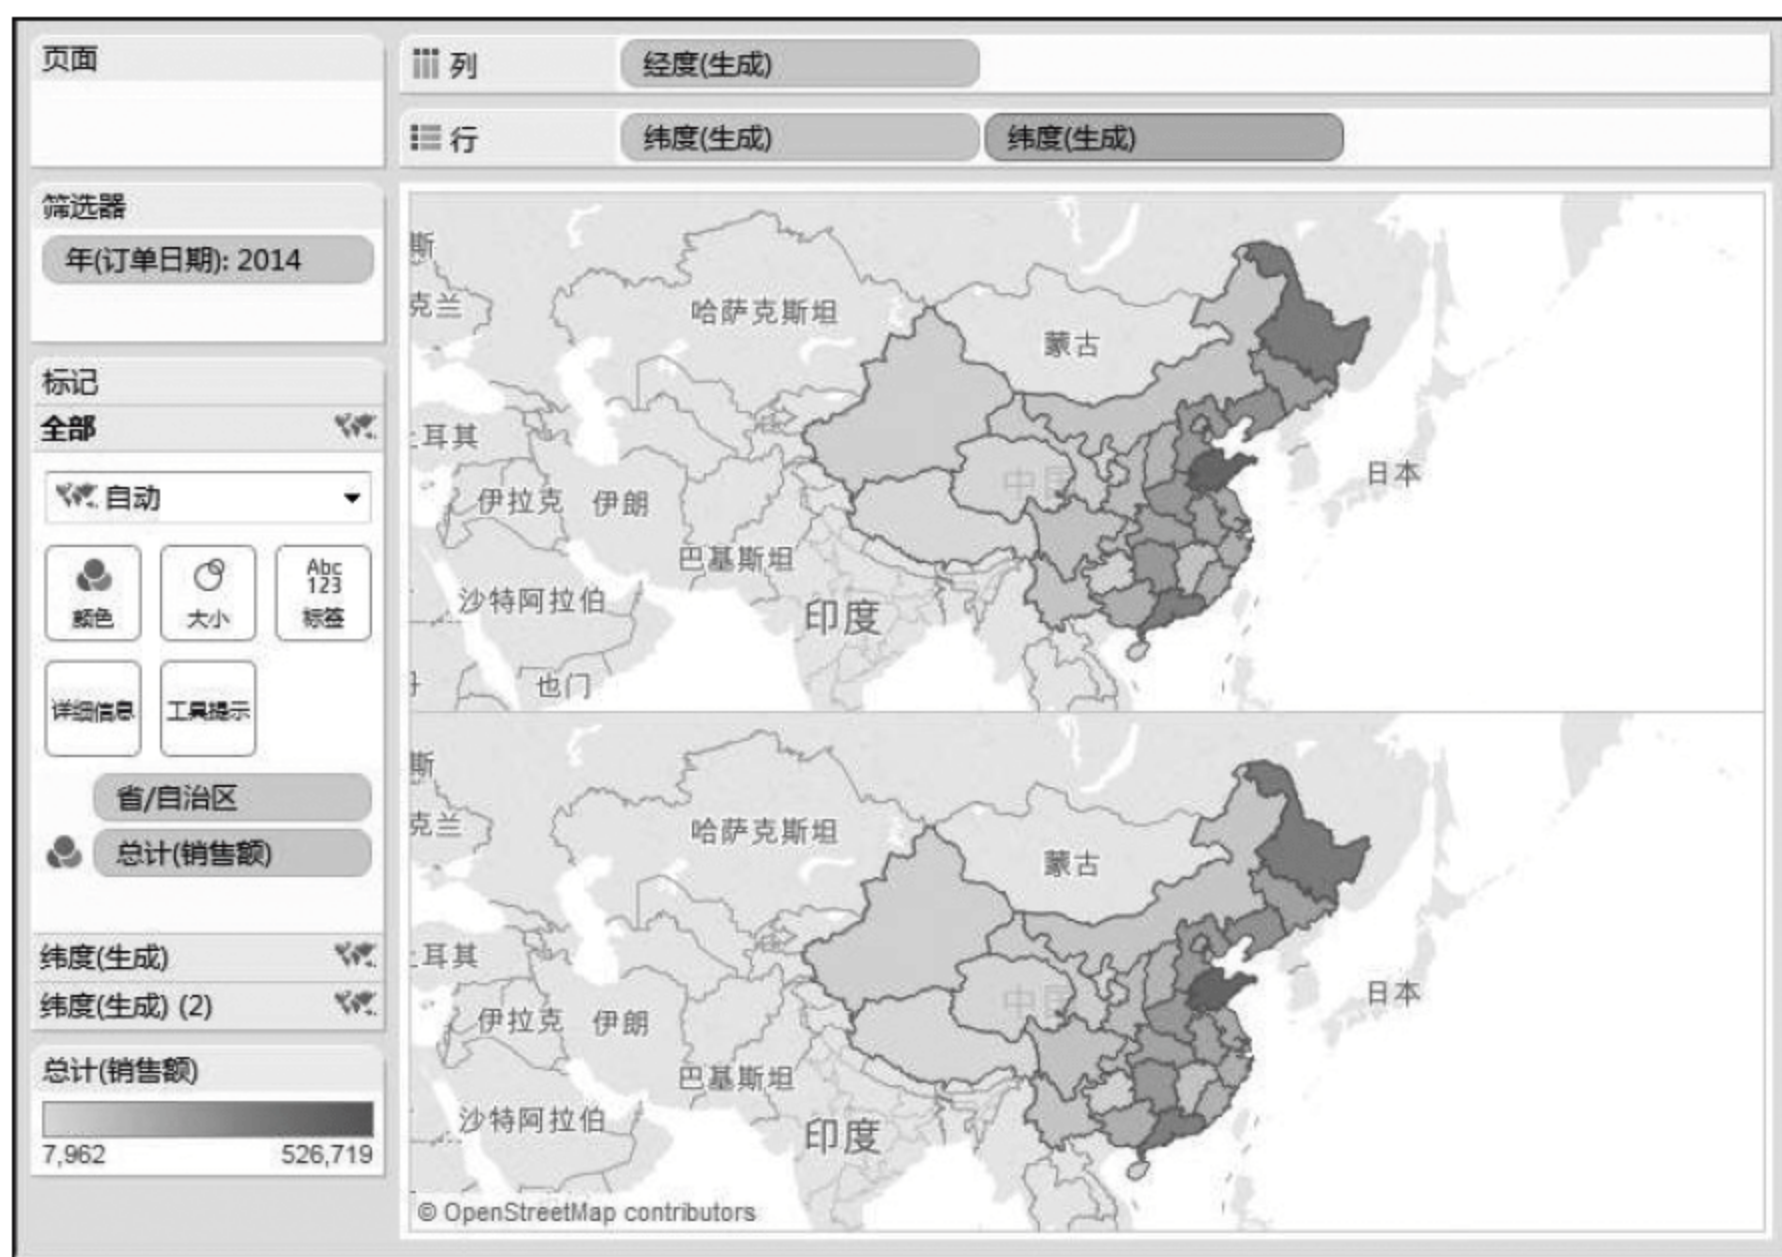 页面
列
经度(生成)
行
纬度(生成)
纬度(生成)
筛选器
年(订单日期): 2014
标记
全部
自动
颜色
大小
Abc
123
标签
详细信息
工具提示
省/自治区
总计(销售额)
纬度(生成)
纬度(生成) (2)
总计(销售额)
7,962
526,719
斯
克兰
哈萨克斯坦
蒙古
土耳其
中国
日本
伊拉克
伊朗
巴基斯坦
沙特阿拉伯
印度
也门
斯
克兰
哈萨克斯坦
蒙古
土耳其
中国
日本
伊拉克
伊朗
巴基斯坦
沙特阿拉伯
印度
© OpenStreetMap contributors